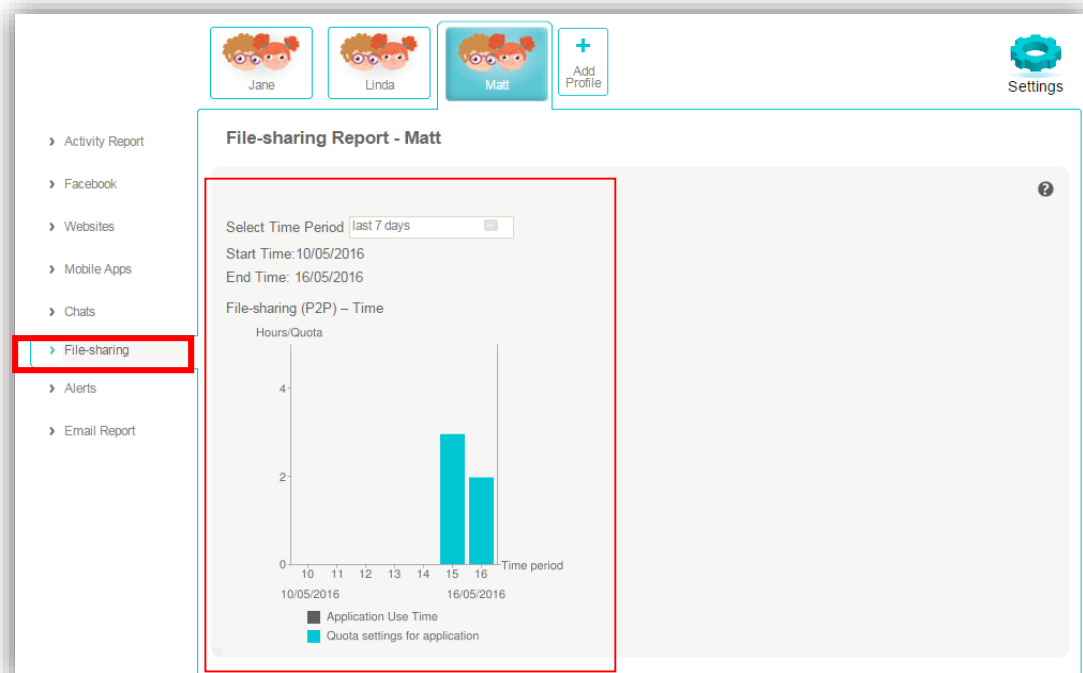 Jane
Linda
Matt
+
Add
Profile
Settings
Activity Report
Facebook
Websites
Mobile Apps
Chats
File-sharing
Alerts
Email Report
File-sharing Report - Matt
?
Select Time Period last 7 days
Start Time:10/05/2016
End Time: 16/05/2016
File-sharing (P2P) – Time
Hours/Quota
4
2
0
Time period
10 11 12 13 14 15 16
10/05/2016 16/05/2016
Application Use Time
Quota settings for application